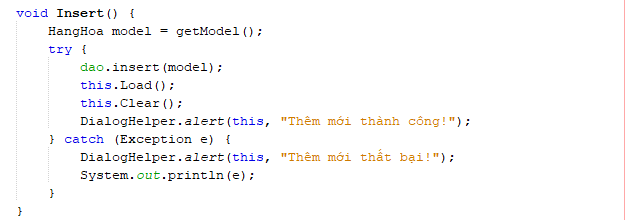 void Insert() {
HangHoa model = getModel();
try {
dao.insert(model);
this.Load();
this.Clear();
DialogHelper.alert(this, "Thêm mới thành công!");
} catch (Exception e) {
DialogHelper.alert(this, "Thêm mới thất bại!");
System.out.println(e);
}
}